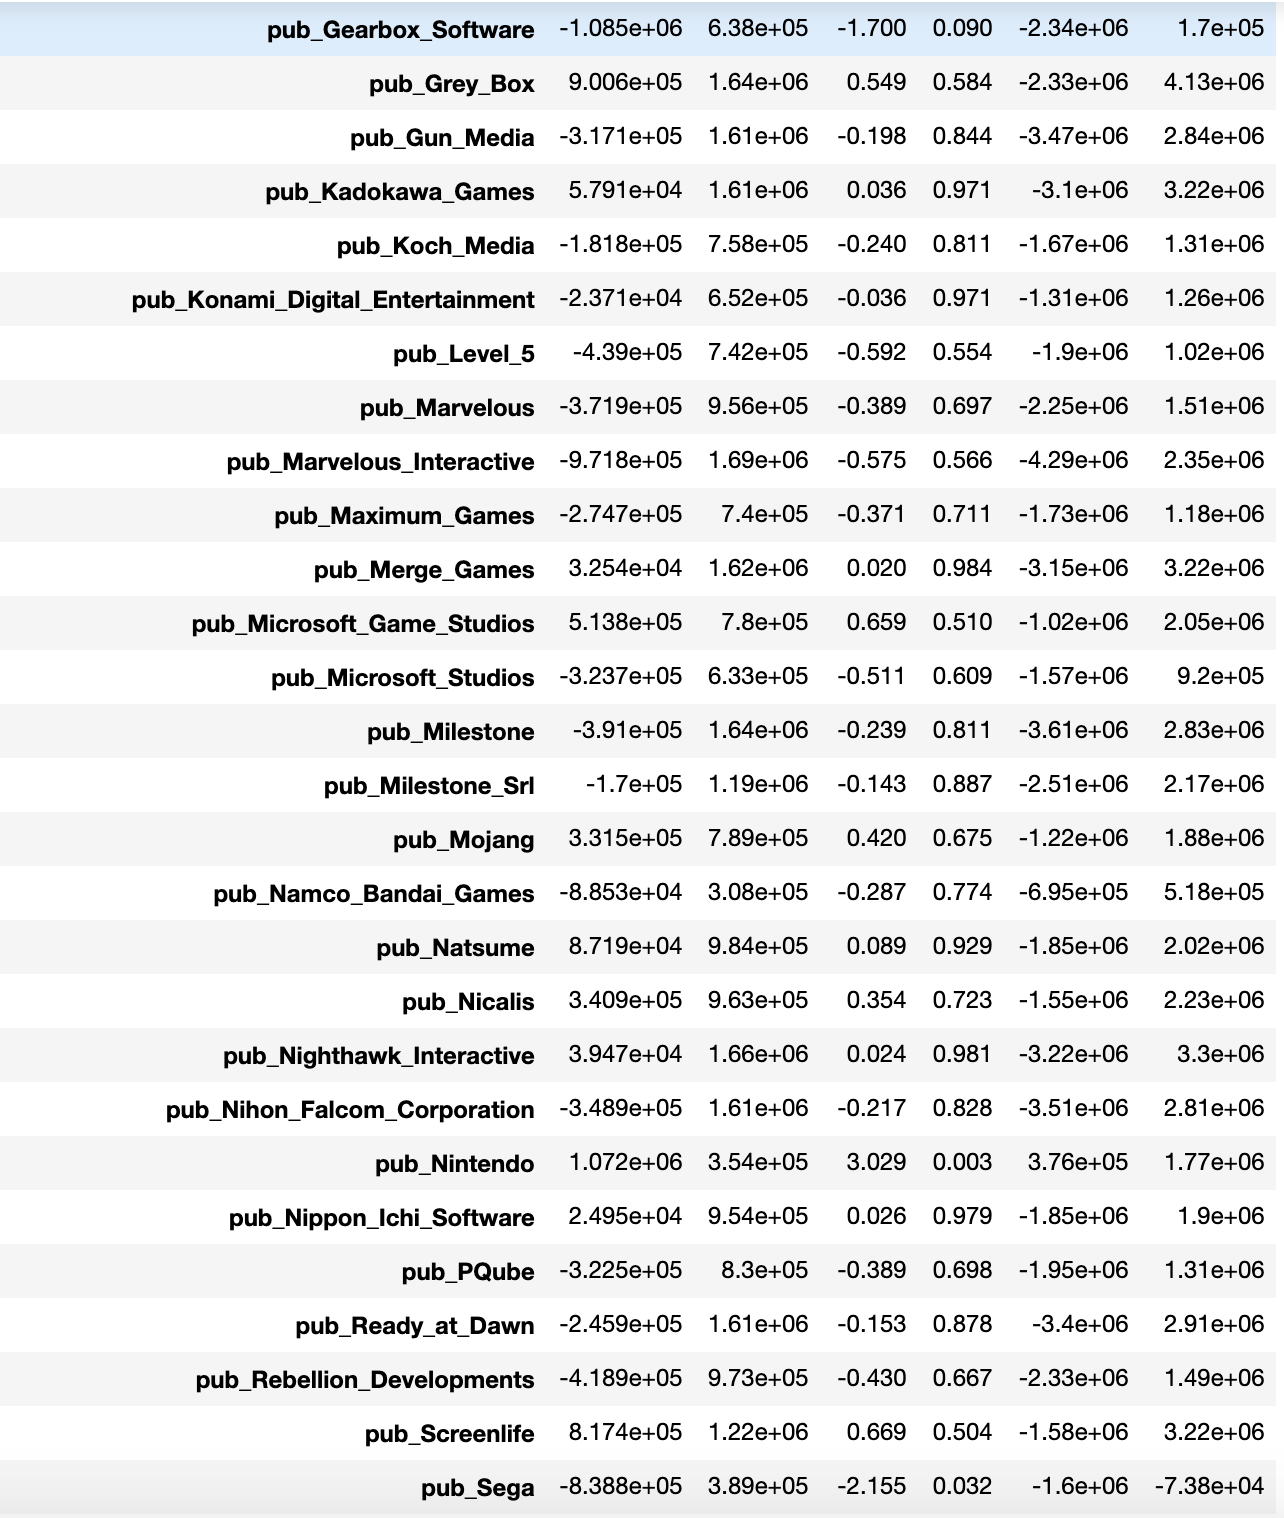 pub_Gearbox_Software -1.085e+06 6.38e+05 -1.700 0.090 -2.34e+06 1.7e+05
pub_Grey_Box 9.006e+05 1.64e+06 0.549 0.584 -2.33e+06 4.13e+06
pub_Gun_Media -3.171e+05 1.61e+06 -0.198 0.844 -3.47e+06 2.84e+06
pub_Kadokawa_Games 5.791e+04 1.61e+06 0.036 0.971 -3.1e+06 3.22e+06
pub_Koch_Media -1.818e+05 7.58e+05 -0.240 0.811 -1.67e+06 1.31e+06
pub_Konami_Digital_Entertainment -2.371e+04 6.52e+05 -0.036 0.971 -1.31e+06 1.26e+06
pub_Level_5 -4.39e+05 7.42e+05 -0.592 0.554 -1.9e+06 1.02e+06
pub_Marvelous -3.719e+05 9.56e+05 -0.389 0.697 -2.25e+06 1.51e+06
pub_Marvelous_Interactive -9.718e+05 1.69e+06 -0.575 0.566 -4.29e+06 2.35e+06
pub_Maximum_Games -2.747e+05 7.4e+05 -0.371 0.711 -1.73e+06 1.18e+06
pub_Merge_Games 3.254e+04 1.62e+06 0.020 0.984 -3.15e+06 3.22e+06
pub_Microsoft_Game_Studios 5.138e+05 7.8e+05 0.659 0.510 -1.02e+06 2.05e+06
pub_Microsoft_Studios -3.237e+05 6.33e+05 -0.511 0.609 -1.57e+06 9.2e+05
pub_Milestone -3.91e+05 1.64e+06 -0.239 0.811 -3.61e+06 2.83e+06
pub_Milestone_Srl -1.7e+05 1.19e+06 -0.143 0.887 -2.51e+06 2.17e+06
pub_Mojang 3.315e+05 7.89e+05 0.420 0.675 -1.22e+06 1.88e+06
pub_Namco_Bandai_Games -8.853e+04 3.08e+05 -0.287 0.774 -6.95e+05 5.18e+05
pub_Natsume 8.719e+04 9.84e+05 0.089 0.929 -1.85e+06 2.02e+06
pub_Nicalis 3.409e+05 9.63e+05 0.354 0.723 -1.55e+06 2.23e+06
pub_Nighthawk_Interactive 3.947e+04 1.66e+06 0.024 0.981 -3.22e+06 3.3e+06
pub_Nihon_Falcom_Corporation -3.489e+05 1.61e+06 -0.217 0.828 -3.51e+06 2.81e+06
pub_Nintendo 1.072e+06 3.54e+05 3.029 0.003 3.76e+05 1.77e+06
pub_Nippon_Ichi_Software 2.495e+04 9.54e+05 0.026 0.979 -1.85e+06 1.9e+06
pub_PQube -3.225e+05 8.3e+05 -0.389 0.698 -1.95e+06 1.31e+06
pub_Ready_at_Dawn -2.459e+05 1.61e+06 -0.153 0.878 -3.4e+06 2.91e+06
pub_Rebellion_Developments -4.189e+05 9.73e+05 -0.430 0.667 -2.33e+06 1.49e+06
pub_Screenlife 8.174e+05 1.22e+06 0.669 0.504 -1.58e+06 3.22e+06
pub_Sega -8.388e+05 3.89e+05 -2.155 0.032 -1.6e+06 -7.38e+04